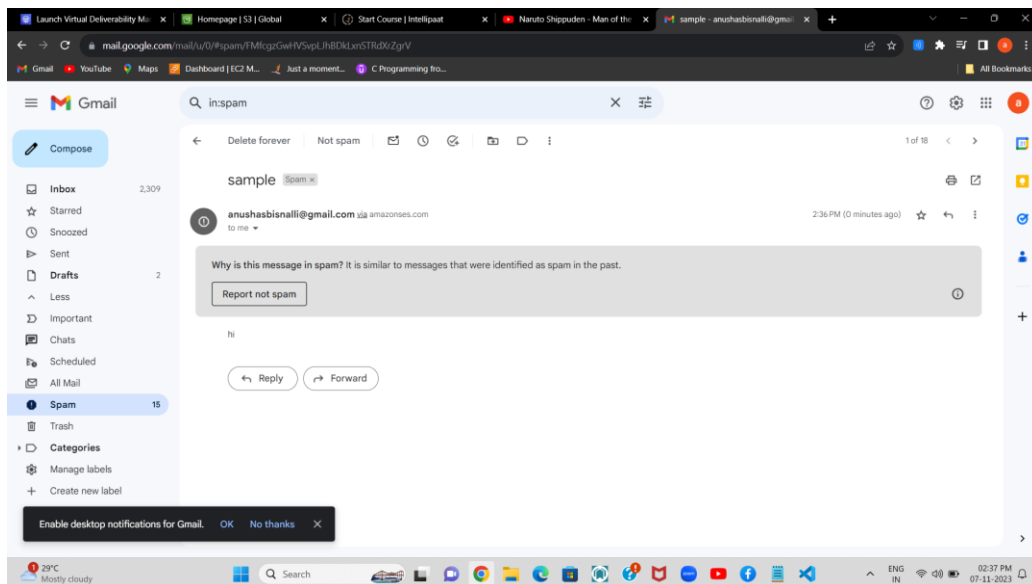 Launch Virtual Deliverability Ma
Homepage | S3 | Global
Start Course | Intellipaat
Naruto Shippuden - Man of the
sample - anushasbisnalli@gmail
mail.google.com/mail/u/0/#spam/FMfcgzGwHVSvpLJhBDkLxnSTRdXrZgrV
Gmail YouTube Maps Dashboard | EC2 M... Just a moment... C Programming fro... All Bookmarks
Gmail
in:spam
a
Compose
Delete forever Not spam 1 of 18
sample Spam x
Inbox 2,309
Starred
Snoozed
Sent
Drafts 2
Less
Important
Chats
Scheduled
All Mail
Spam 15
Trash
Categories
Manage labels
Create new label
anushasbisnalli@gmail.com via amazonses.com 2:36 PM (0 minutes ago)
to me
Why is this message in spam? It is similar to messages that were identified as spam in the past.
Report not spam
hi
Reply Forward
Enable desktop notifications for Gmail. OK No thanks
1
29°C
Mostly cloudy
Search
ENG
IN
02:37 PM
07-11-2023